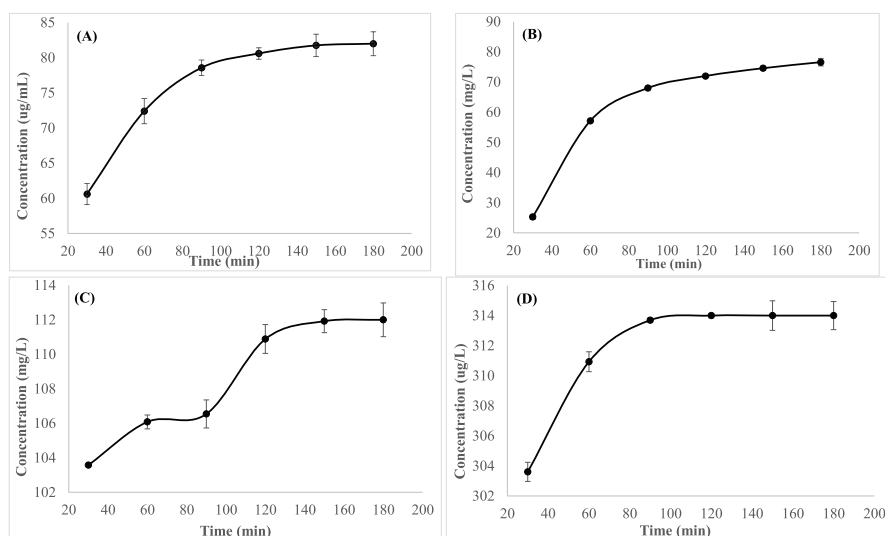 (A)
Concentration (ug/mL)
85
80
75
70
65
60
55
20 40 60 80 100 120 140 160 180 200
Time (min)
(B)
Concentration (mg/L)
90
80
70
60
50
40
30
20
20 40 60 80 100 120 140 160 180 200
Time (min)
(C)
Concentration (mg/L)
114
112
110
108
106
104
102
20 40 60 80 100 120 140 160 180 200
Time (min)
(D)
Concentration (ug/L)
316
314
312
310
308
306
304
302
20 40 60 80 100 120 140 160 180 200
Time (min)